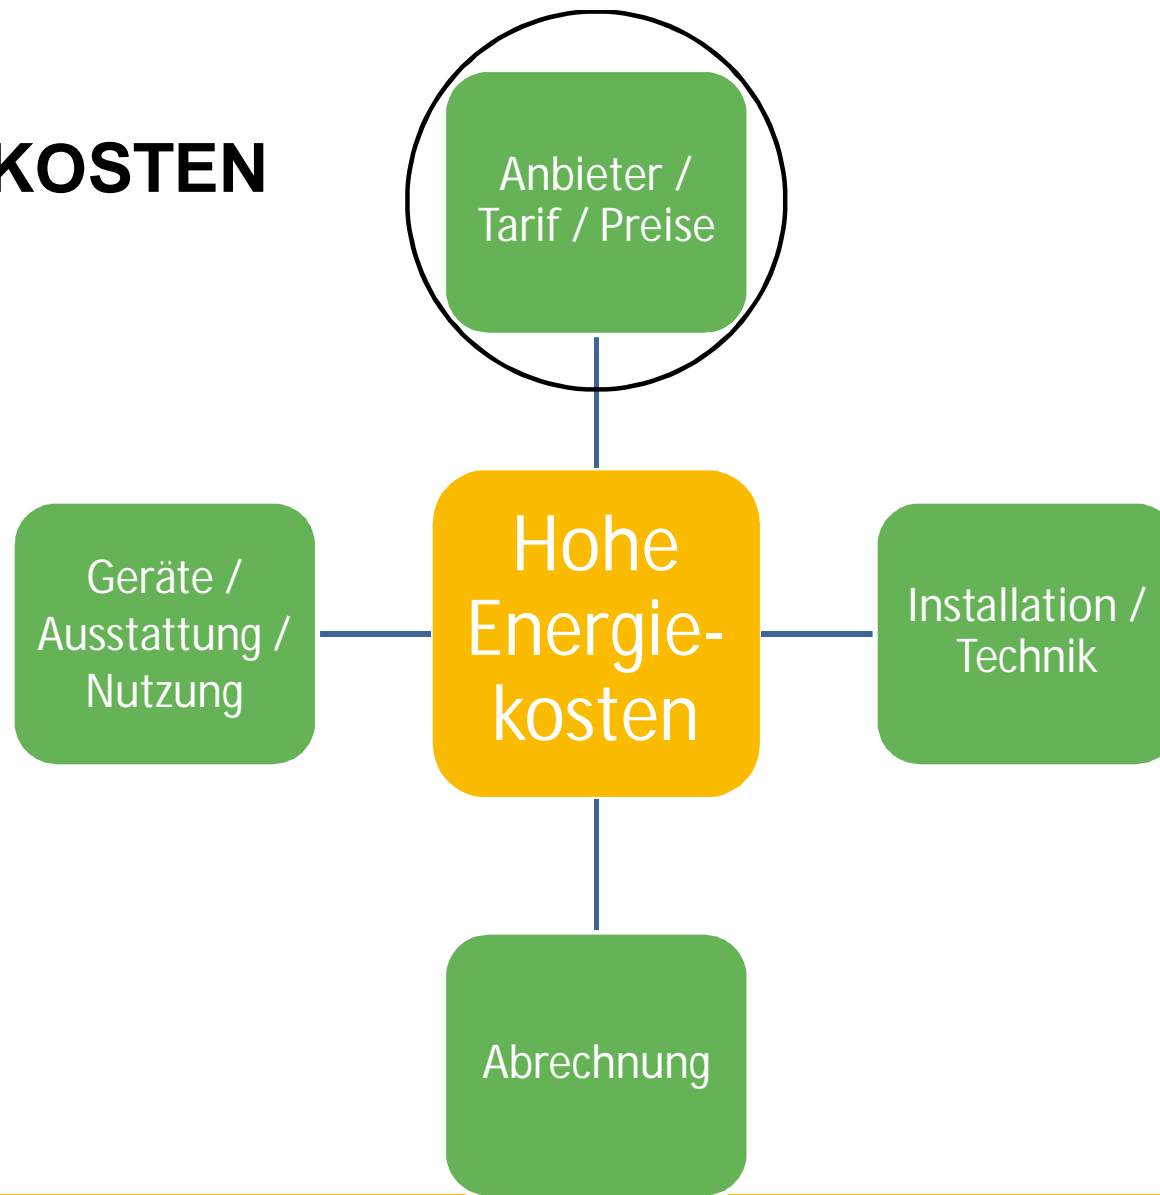 KOSTEN
Anbieter /
Tarif / Preise
Geräte /
Ausstattung /
Nutzung
Hohe
Energie-
kosten
Installation /
Technik
Abrechnung